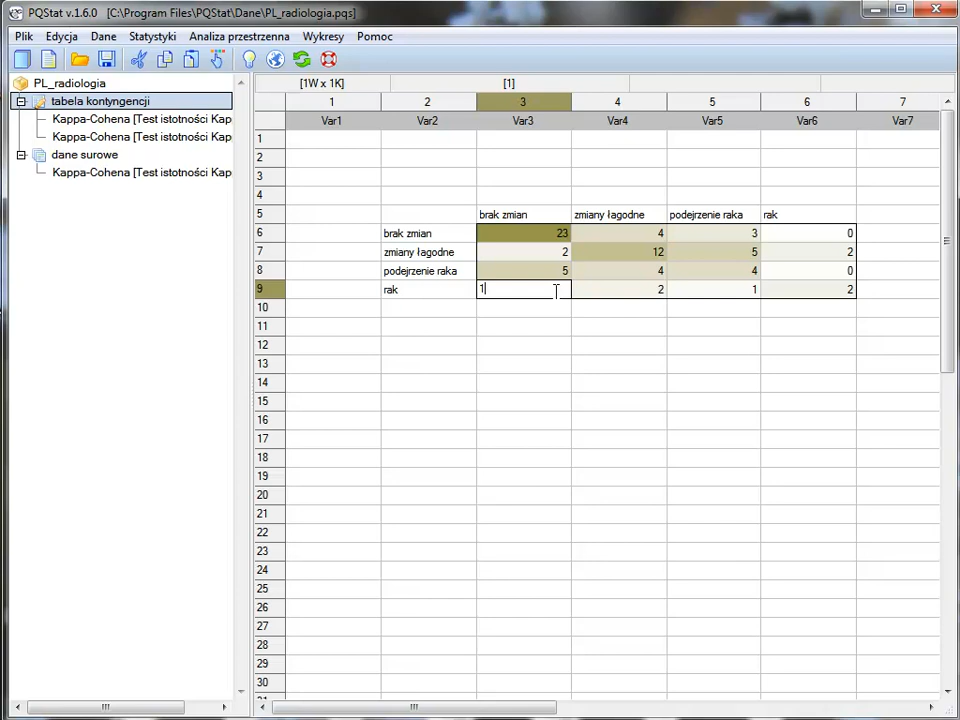 PQStat v.1.6.0 [C:\Program Files\PQStat\Dane\PL_radiologia.pqs]
Plik Edycja Dane Statystyki Analiza przestrzenna Wykresy Pomoc
PL_radiologia
tabela kontyngencji
Kappa-Cohena [Test istotności Kap
Kappa-Cohena [Test istotności Kap
dane surowe
Kappa-Cohena [Test istotności Kap
[1W x 1K] [1]
1 2 3 4 5 6 7
Var1 Var2 Var3 Var4 Var5 Var6 Var7
1
2
3
4
5 brak zmian zmiany łagodne podejrzenie raka rak
6 brak zmian 23 4 3 0
7 zmiany łagodne 2 12 5 2
8 podejrzenie raka 5 4 4 0
9 rak 1 2 1 2
10
11
12
13
14
15
16
17
18
19
20
21
22
23
24
25
26
27
28
29
30